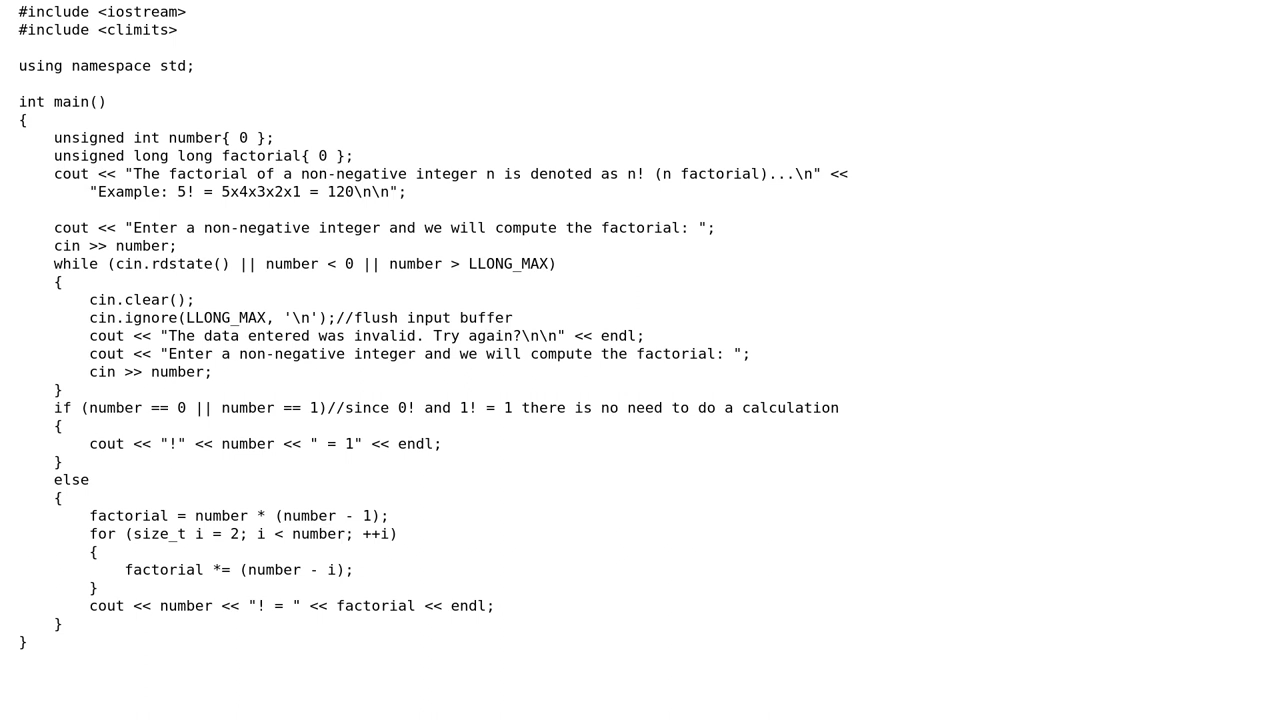 #include <iostream>
#include <climits>

using namespace std;

int main()
{
    unsigned int number{ 0 };
    unsigned long long factorial{ 0 };
    cout << "The factorial of a non-negative integer n is denoted as n! (n factorial)...\n" <<
        "Example: 5! = 5x4x3x2x1 = 120\n\n";

    cout << "Enter a non-negative integer and we will compute the factorial: ";
    cin >> number;
    while (cin.rdstate() || number < 0 || number > LLONG_MAX)
    {
        cin.clear();
        cin.ignore(LLONG_MAX, '\n');//flush input buffer
        cout << "The data entered was invalid. Try again?\n\n" << endl;
        cout << "Enter a non-negative integer and we will compute the factorial: ";
        cin >> number;
    }
    if (number == 0 || number == 1)//since 0! and 1! = 1 there is no need to do a calculation
    {
        cout << "!" << number << " = 1" << endl;
    }
    else
    {
        factorial = number * (number - 1);
        for (size_t i = 2; i < number; ++i)
        {
            factorial *= (number - i);
        }
        cout << number << "! = " << factorial << endl;
    }
}